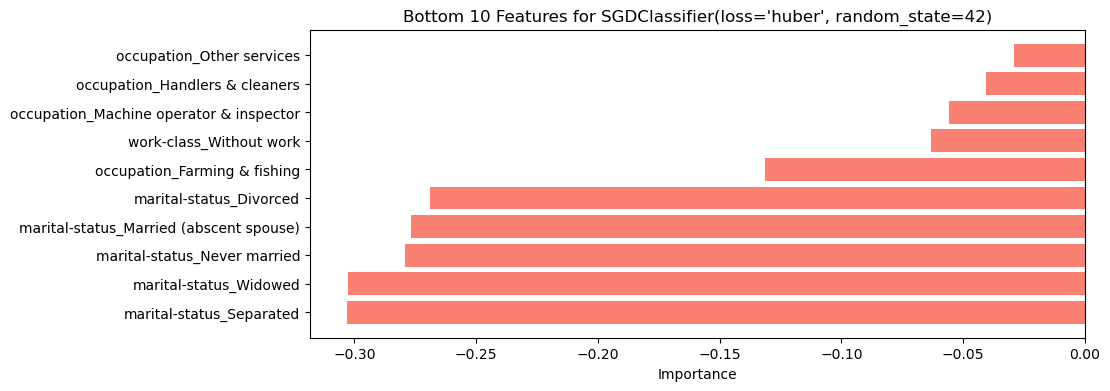 Bottom 10 Features for SGDClassifier(loss='huber', random_state=42)
occupation_Other services
occupation_Handlers & cleaners
occupation_Machine operator & inspector
work-class_Without work
occupation_Farming & fishing
marital-status_Divorced
marital-status_Married (abscent spouse)
marital-status_Never married
marital-status_Widowed
marital-status_Separated
−0.30 −0.25 −0.20 −0.15 −0.10 −0.05 0.00
Importance